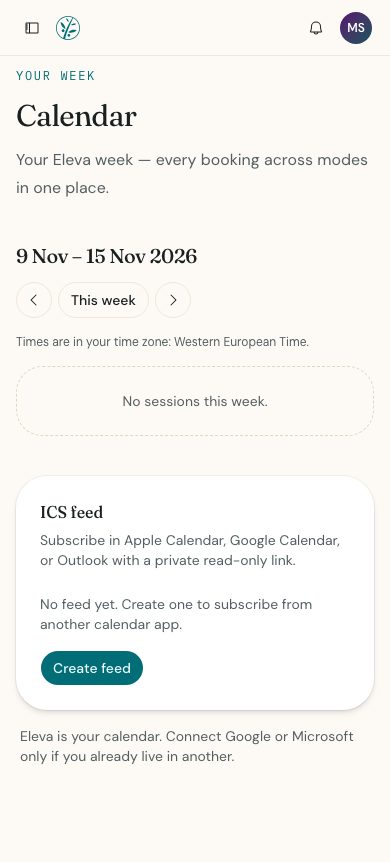 MS
YOUR WEEK
Calendar
Your Eleva week — every booking across modes
in one place.
9 Nov – 15 Nov 2026
This week
Times are in your time zone: Western European Time.
No sessions this week.
ICS feed
Subscribe in Apple Calendar, Google Calendar,
or Outlook with a private read-only link.
No feed yet. Create one to subscribe from
another calendar app.
Create feed
Eleva is your calendar. Connect Google or Microsoft
only if you already live in another.